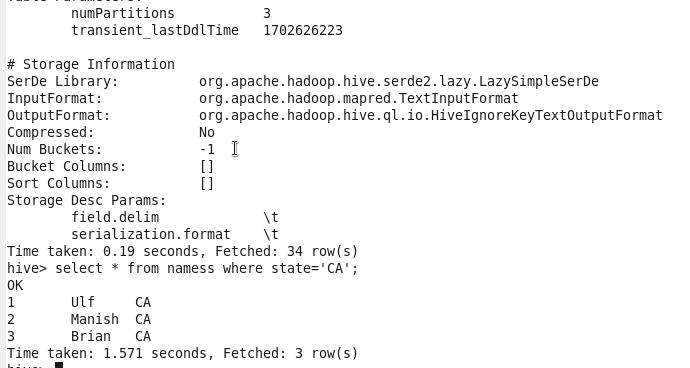 Table Parameters:
	numPartitions       	3
	transient_lastDdlTime	1702626223

# Storage Information
SerDe Library:      	org.apache.hadoop.hive.serde2.lazy.LazySimpleSerDe
InputFormat:        	org.apache.hadoop.mapred.TextInputFormat
OutputFormat:       	org.apache.hadoop.hive.ql.io.HiveIgnoreKeyTextOutputFormat
Compressed:         	No
Num Buckets:        	-1
Bucket Columns:     	[]
Sort Columns:       	[]
Storage Desc Params:
	field.delim         	\t
	serialization.format	\t
Time taken: 0.19 seconds, Fetched: 34 row(s)
hive> select * from namess where state='CA';
OK
1	Ulf	CA
2	Manish	CA
3	Brian	CA
Time taken: 1.571 seconds, Fetched: 3 row(s)
hive>